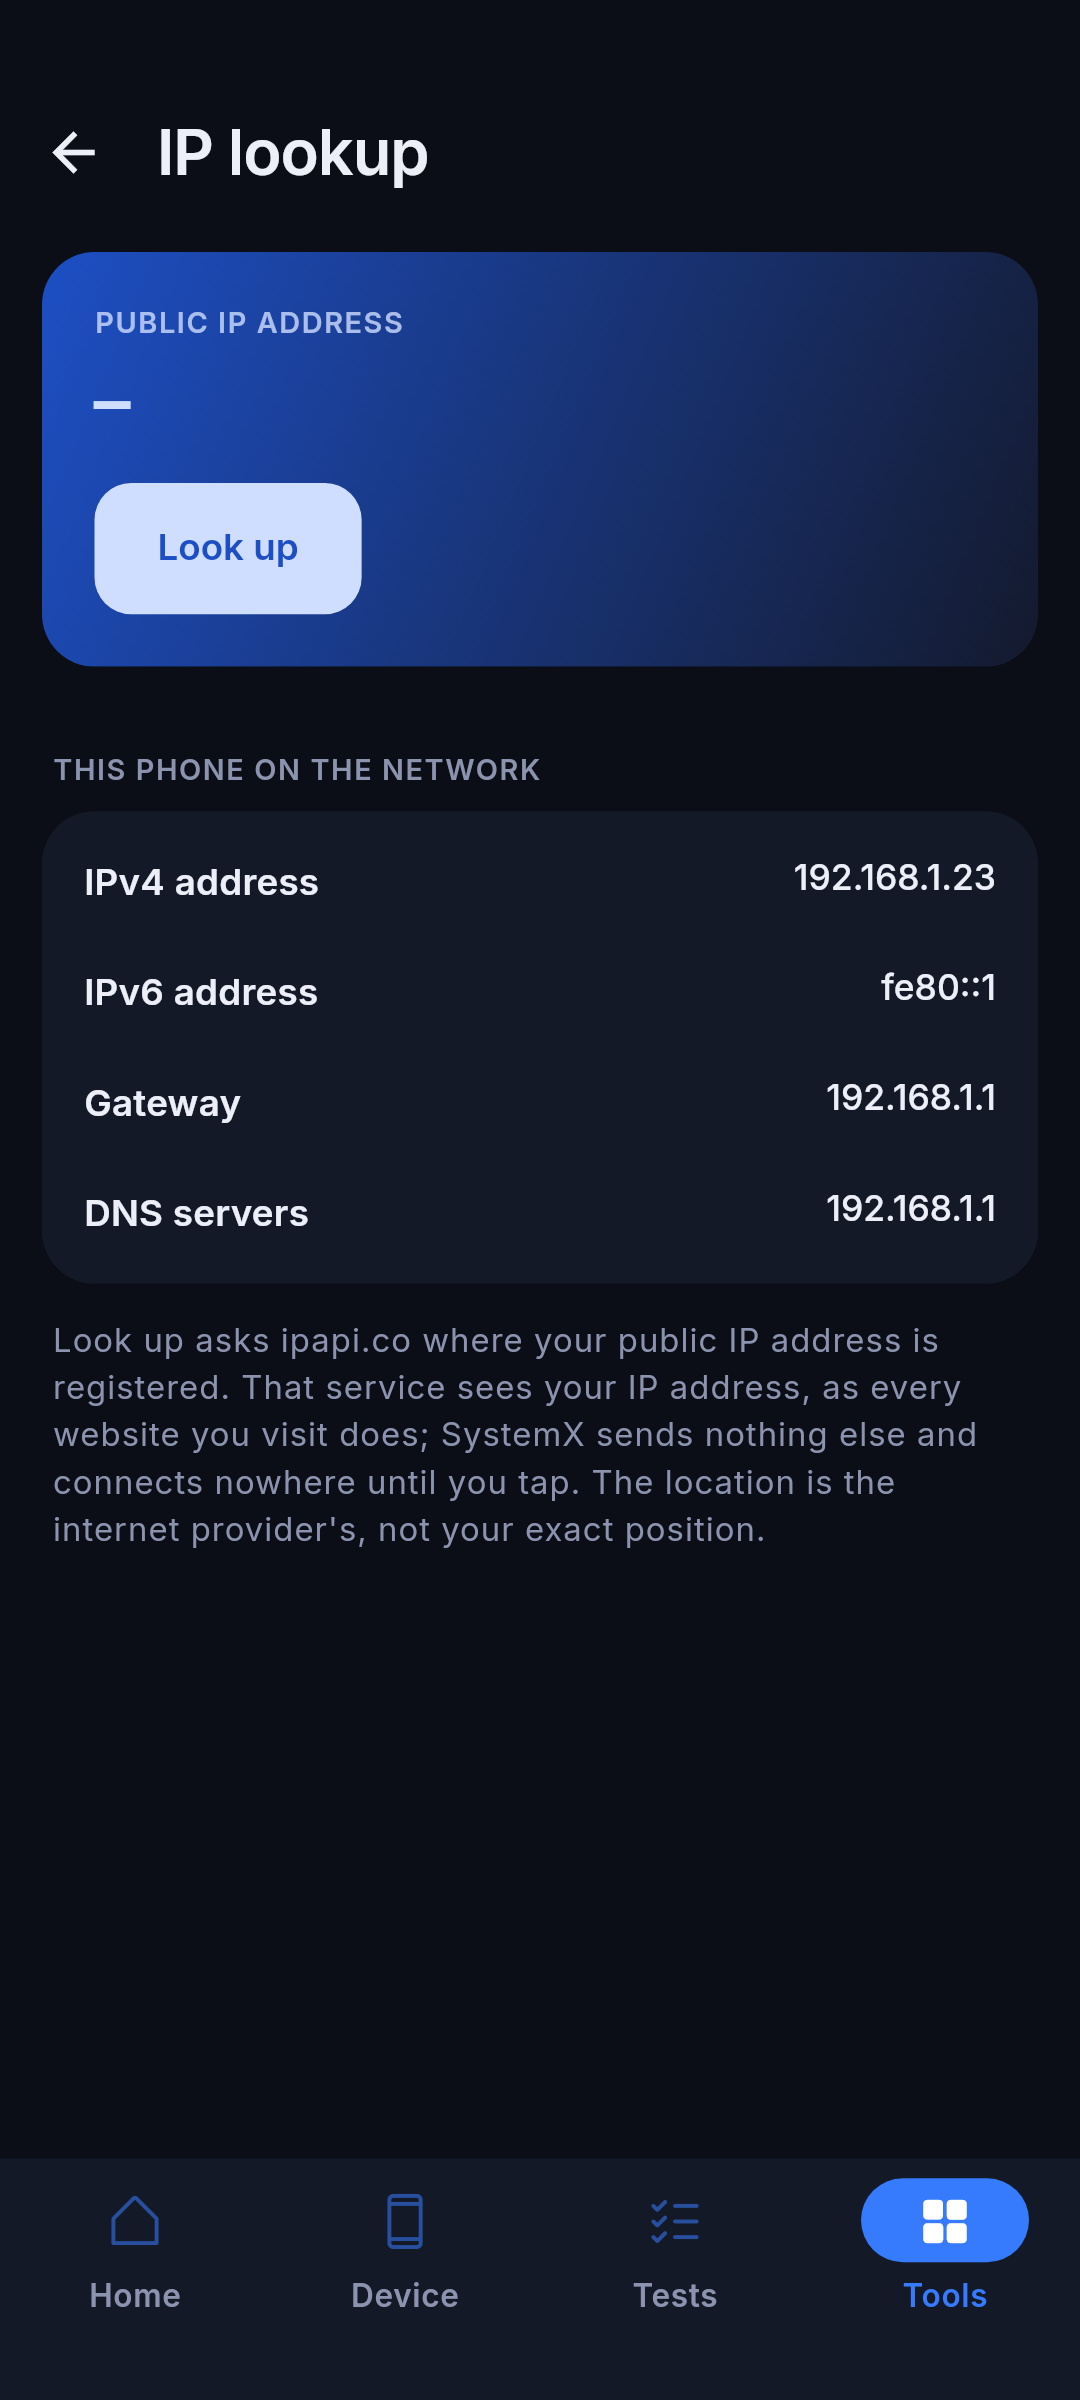 IP lookup
PUBLIC IP ADDRESS
–
Look up
THIS PHONE ON THE NETWORK
IPv4 address 192.168.1.23
IPv6 address fe80::1
Gateway 192.168.1.1
DNS servers 192.168.1.1
Look up asks ipapi.co where your public IP address is
registered. That service sees your IP address, as every
website you visit does; SystemX sends nothing else and
connects nowhere until you tap. The location is the
internet provider's, not your exact position.
Home Device Tests Tools